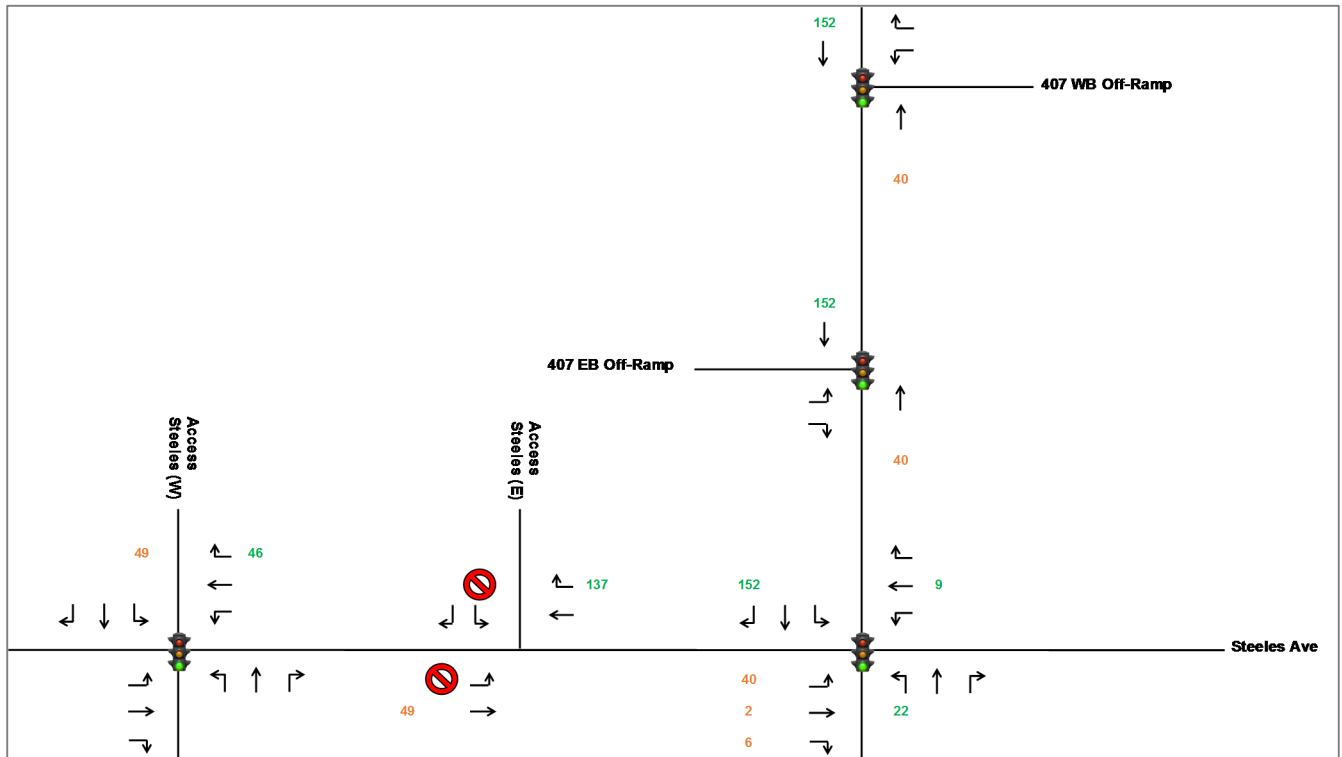 152
407 WB Off-Ramp
40
152
407 EB Off-Ramp
40
Access
Steeles (W)
Access
Steeles (E)
49
46
137
152
9
Steeles Ave
40
49
2
22
6